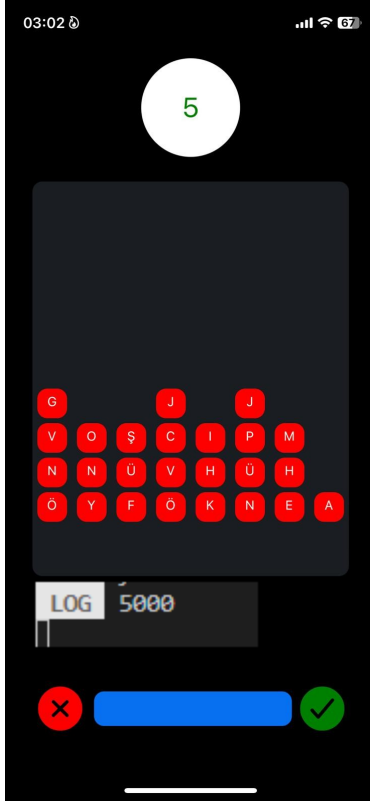 03:02 67
5
G J J
V O Ş C I P M
N N Ü V H Ü H
Ö Y F Ö K N E A
LOG 5000